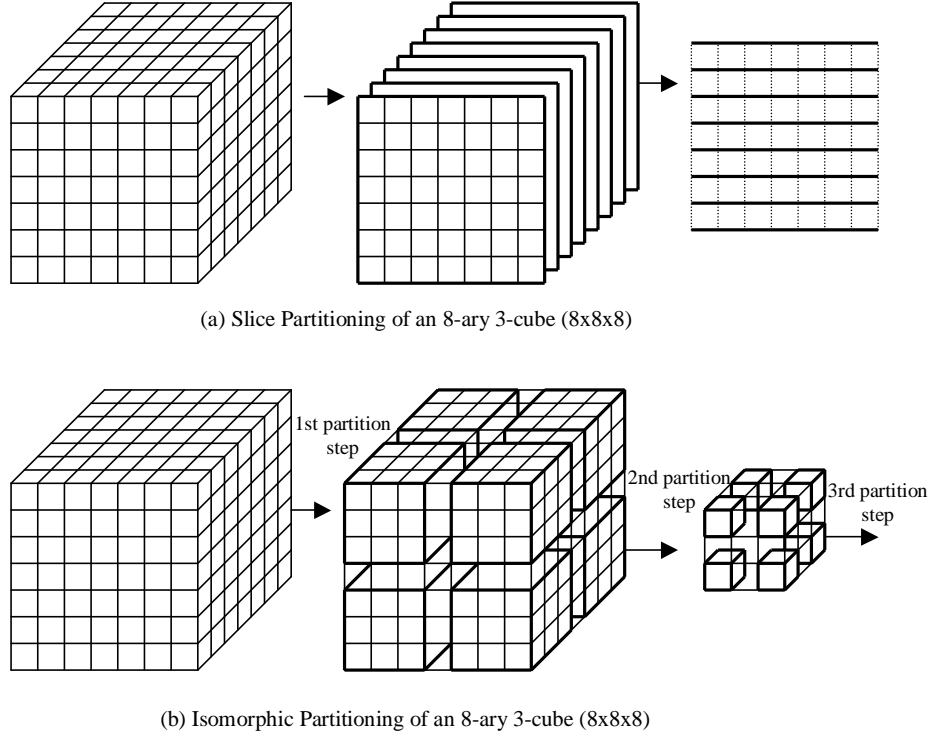 (a) Slice Partitioning of an 8-ary 3-cube (8x8x8)
1st partition
step
2nd partition
step
3rd partition
step
(b) Isomorphic Partitioning of an 8-ary 3-cube (8x8x8)